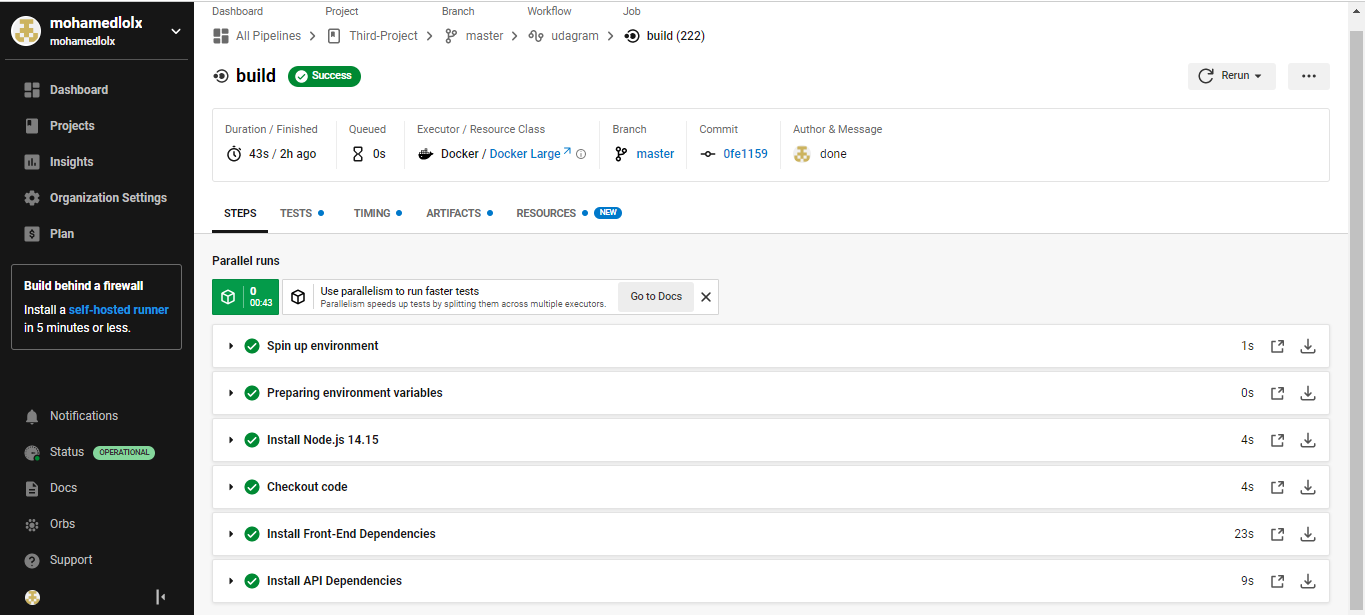 mohamedlolx
mohamedlolx
Dashboard
Projects
Insights
Organization Settings
Plan
Build behind a firewall
Install a self-hosted runner
in 5 minutes or less.
Notifications
Status OPERATIONAL
Docs
Orbs
Support
Dashboard Project Branch Workflow Job
All Pipelines Third-Project master udagram build (222)
build Success Rerun
Duration / Finished Queued Executor / Resource Class Branch Commit Author & Message
43s / 2h ago 0s Docker / Docker Large master 0fe1159 done
STEPS TESTS TIMING ARTIFACTS RESOURCES NEW
Parallel runs
0
00:43
Use parallelism to run faster tests
Parallelism speeds up tests by splitting them across multiple executors.
Go to Docs
Spin up environment 1s
Preparing environment variables 0s
Install Node.js 14.15 4s
Checkout code 4s
Install Front-End Dependencies 23s
Install API Dependencies 9s